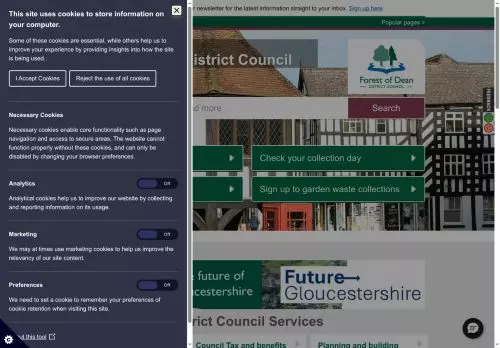 This site uses cookies to store information on
your computer.
Some of these cookies are essential, while others help us to
improve your experience by providing insights into how the site
is being used.
I Accept Cookies
Reject the use of all cookies
Necessary Cookies
Necessary cookies enable core functionality such as page
navigation and access to secure areas. The website cannot
function properly without these cookies, and can only be
disabled by changing your browser preferences.
Analytics
Off
Analytical cookies help us to improve our website by collecting
and reporting information on its usage.
Marketing
Off
We may at times use marketing cookies to help us improve the
relevancy of our site content.
Preferences
Off
We need to set a cookie to remember your preferences of
cookie retention when visiting this site.
this tool
newsletter for the latest information straight to your inbox. Sign up here
Popular pages >
District Council
Forest of Dean
DISTRICT COUNCIL
more
Search
Check your collection day
Sign up to garden waste collections
future of
Future
Gloucestershire
trict Council Services
Council Tax and benefits
Planning and building